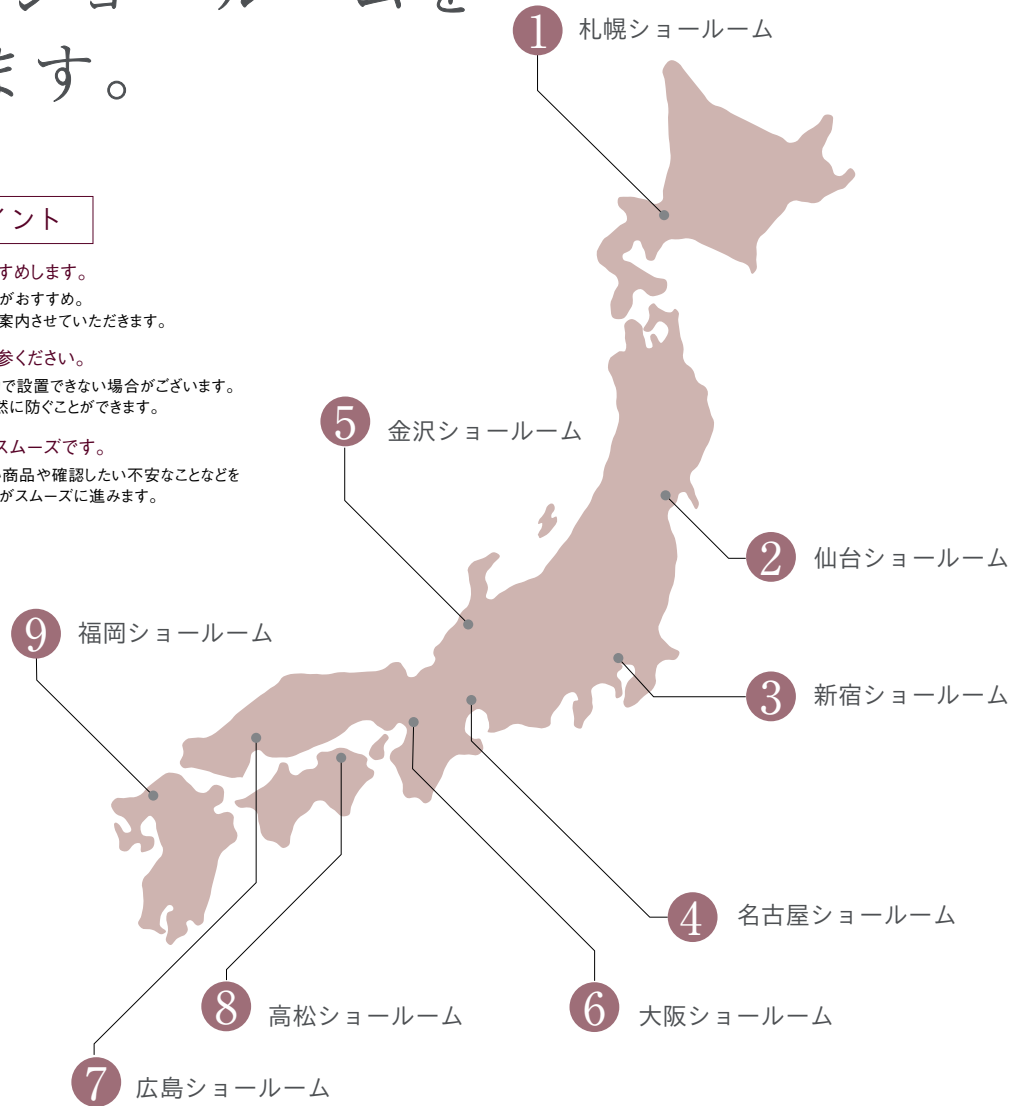 ショールームを
ます。
イント
すめします。
がおすすめ。
案内させていただきます。
参ください。
で設置できない場合がございます。
然に防ぐことができます。
スムーズです。
商品や確認したい不安なことなどを
がスムーズに進みます。
1 札幌ショールーム
5 金沢ショールーム
2 仙台ショールーム
9 福岡ショールーム
3 新宿ショールーム
4 名古屋ショールーム
8 高松ショールーム
6 大阪ショールーム
7 広島ショールーム